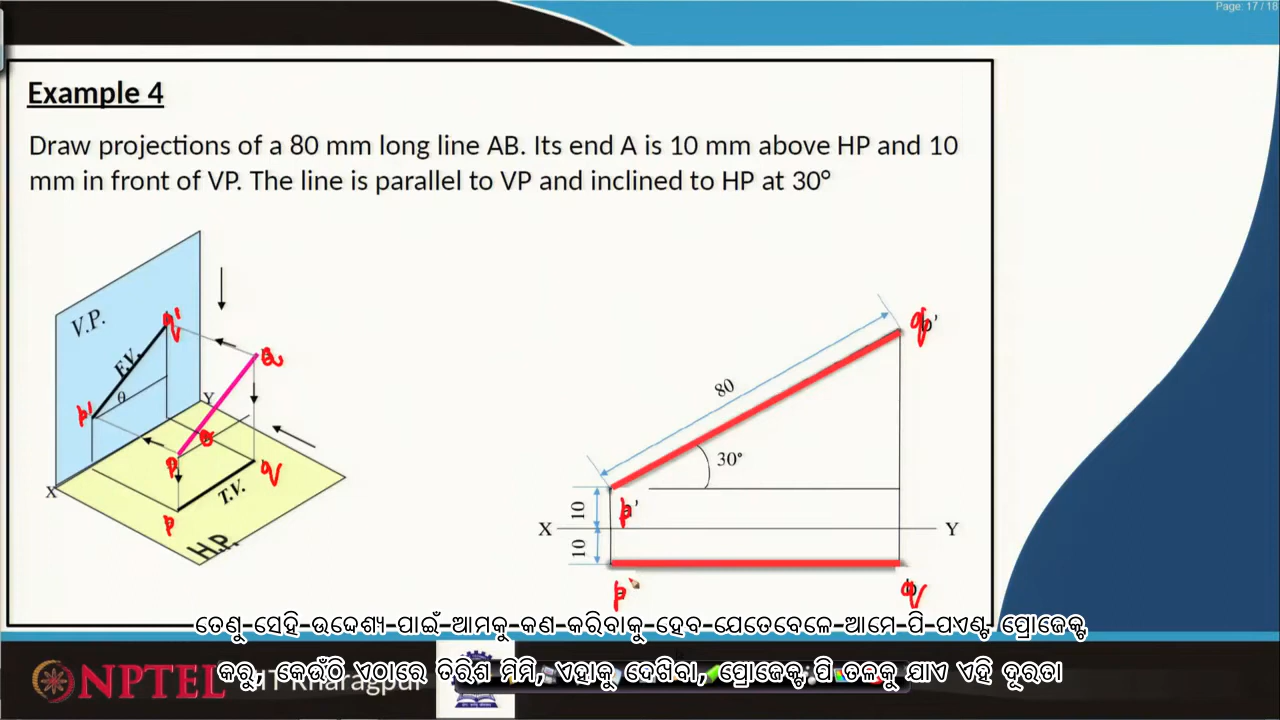 Page: 17 / 18
Example 4
Draw projections of a 80 mm long line AB. Its end A is 10 mm above HP and 10
mm in front of VP. The line is parallel to VP and inclined to HP at 30°
V.P.
q'
F.V.
θ
Q
p'
Y
θ
P
q
X
T.V.
p
H.P.
q'
80
30°
p'
10
X
Y
10
p
q
ତେଣୁ ସେହି ଉଦ୍ଦେଶ୍ୟ ପାଇଁ ଆମକୁ କଣ କରିବାକୁ ହେବ ଯେତେବେଳେ ଆମେ ପି ପଏଣ୍ଟ ପ୍ରୋଜେକ୍ଟ
କରୁ, କେଉଁଠି ଏଠାରେ ତିରିଶ ମିମି, ଏହାକୁ ଦେଖିବା, ପ୍ରୋଜେକ୍ଟ ପି ତଳକୁ ଯାଏ ଏହି ଦୂରତା
NPTEL IIT Kharagpur